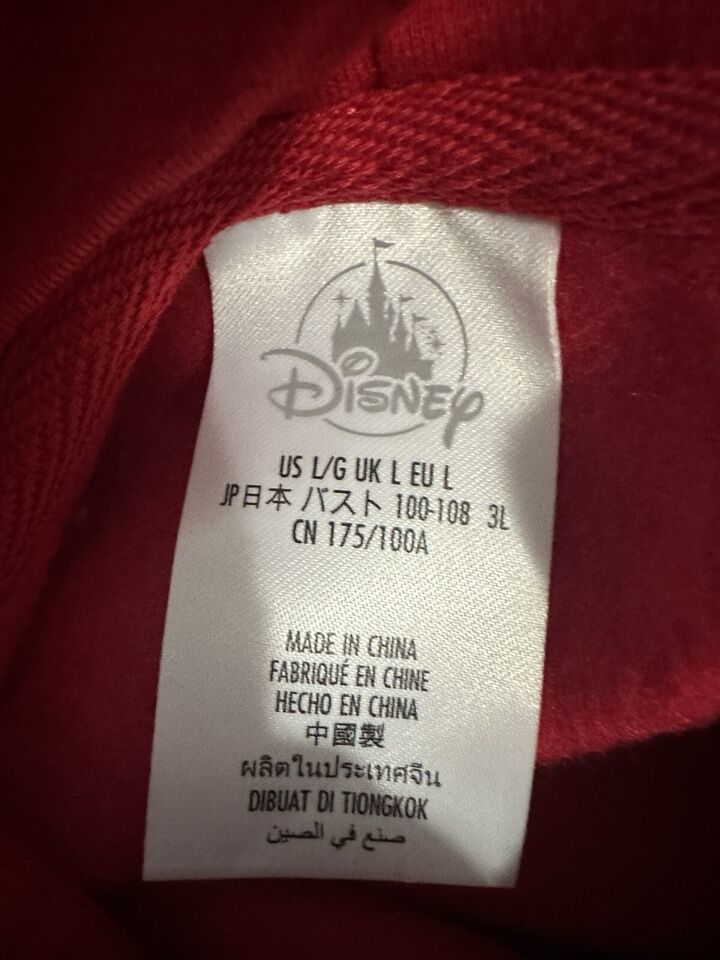 Disney
US L/G UK L EU L
JP日本 バスト 100-108 3L
CN 175/100A
MADE IN CHINA
FABRIQUÉ EN CHINE
HECHO EN CHINA
中國製
ผลิตในประเทศจีน
DIBUAT DI TIONGKOK
صنع في الصين